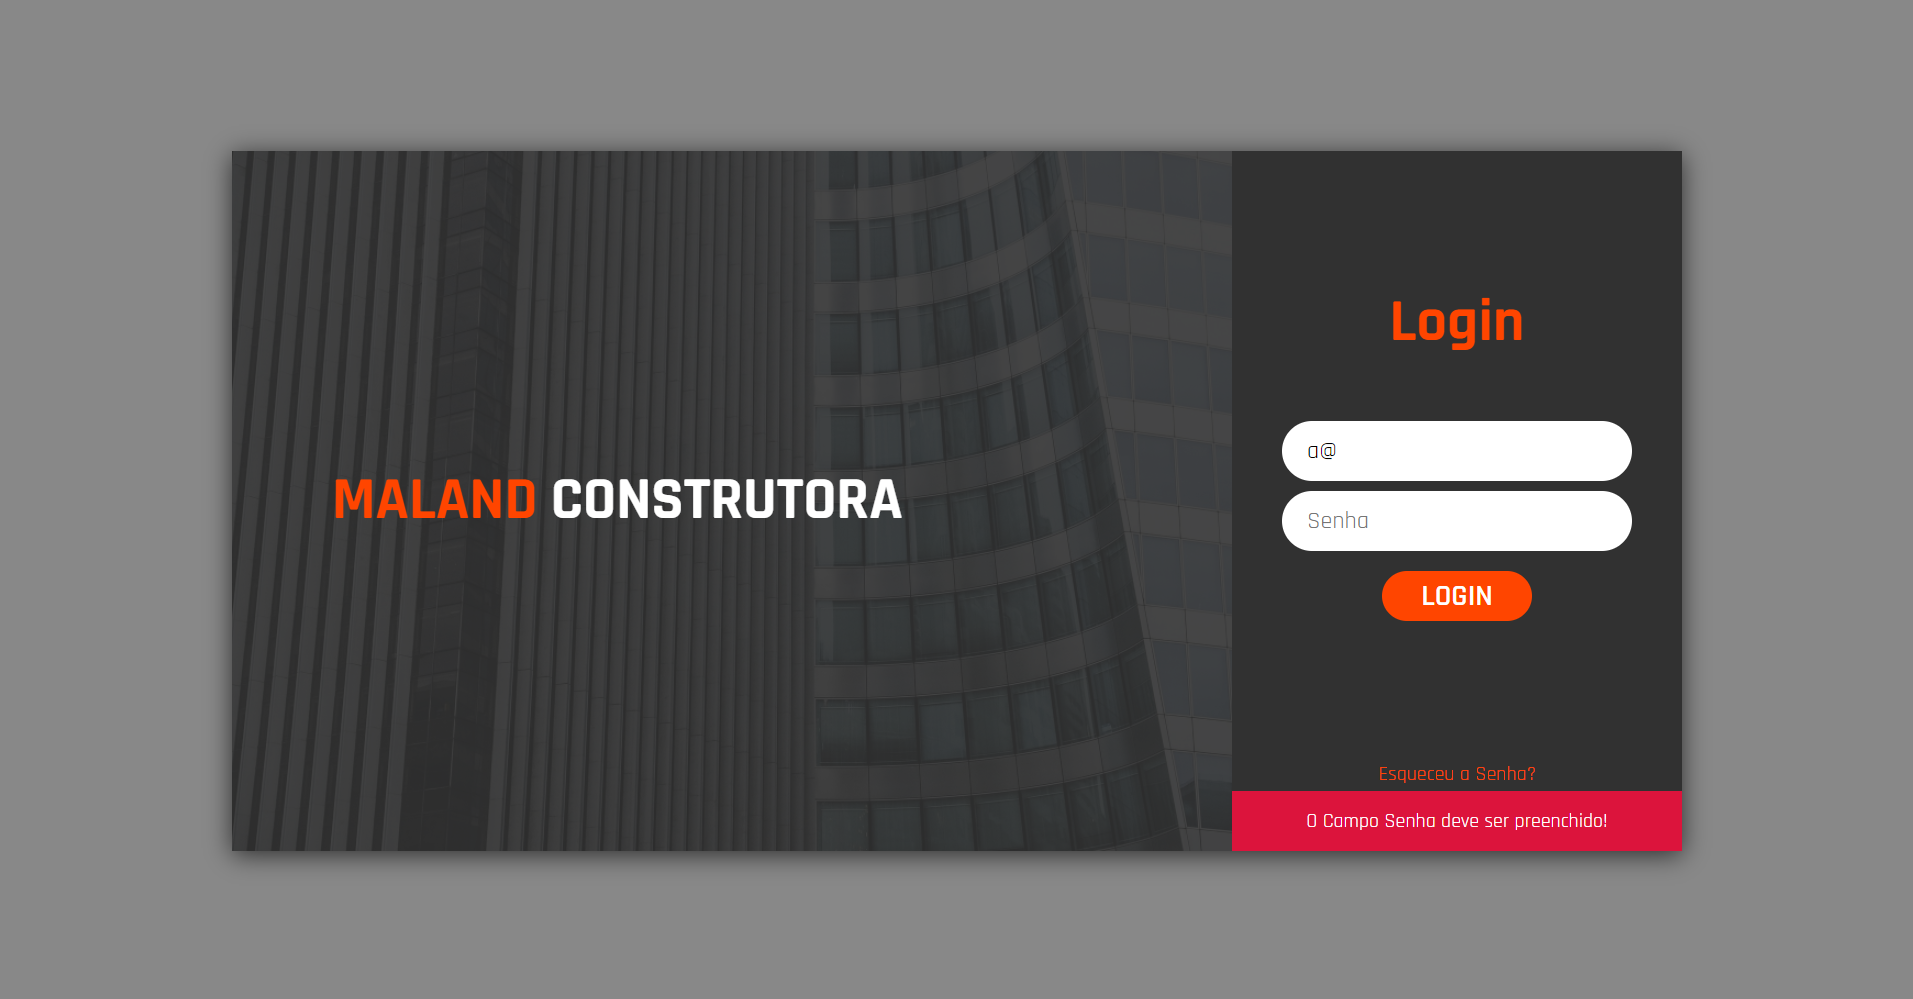 MALAND CONSTRUTORA
Login
a@
Senha
LOGIN
Esqueceu a Senha?
O Campo Senha deve ser preenchido!